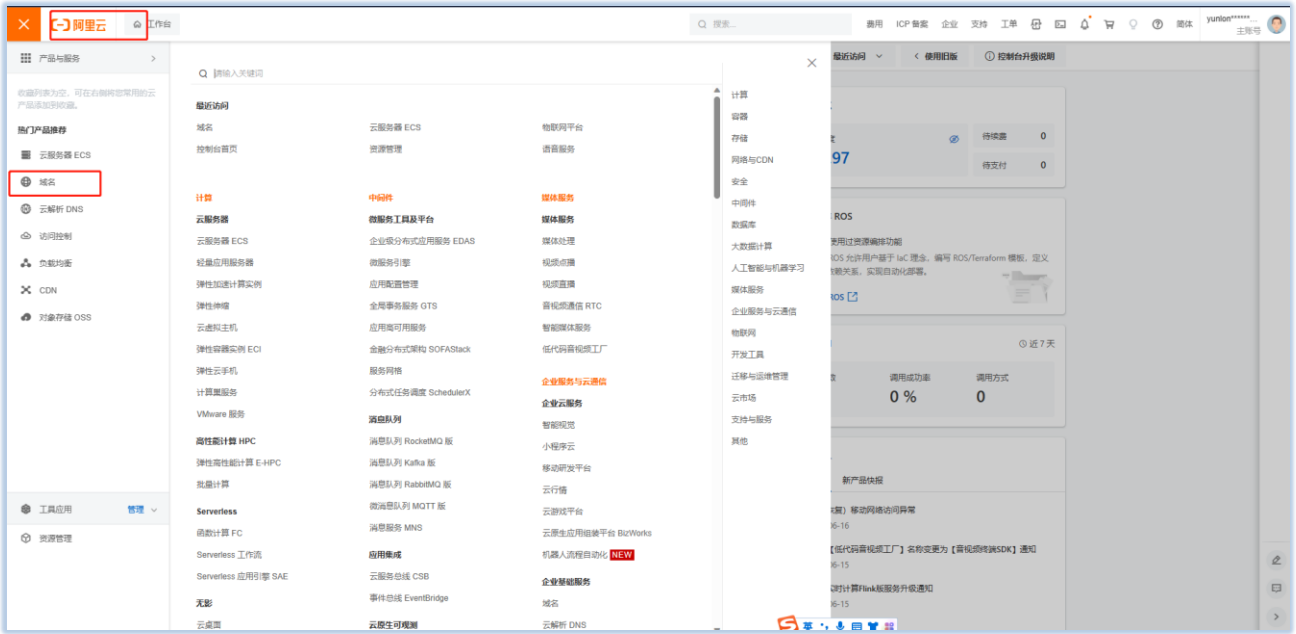 阿里云
工作台
搜索...
费用 ICP 备案 企业 支持 工单 简体
yunlon******...
主账号
产品与服务
收藏列表为空，可在右侧将您常用的云
产品添加到收藏。
热门产品推荐
云服务器 ECS
域名
云解析 DNS
访问控制
负载均衡
CDN
对象存储 OSS
工具应用 管理
资源管理
请输入关键词
最近访问
域名 云服务器 ECS 物联网平台
控制台首页 资源管理 语音服务
计算
云服务器
云服务器 ECS
轻量应用服务器
弹性加速计算实例
弹性伸缩
云虚拟主机
弹性容器实例 ECI
弹性云手机
计算巢服务
VMware 服务
高性能计算 HPC
弹性高性能计算 E-HPC
批量计算
Serverless
函数计算 FC
Serverless 工作流
Serverless 应用引擎 SAE
无影
云桌面
中间件
微服务工具及平台
企业级分布式应用服务 EDAS
微服务引擎
应用配置管理
全局事务服务 GTS
应用高可用服务
金融分布式架构 SOFAStack
服务网格
分布式任务调度 SchedulerX
消息队列
消息队列 RocketMQ 版
消息队列 Kafka 版
消息队列 RabbitMQ 版
微消息队列 MQTT 版
消息服务 MNS
应用集成
云服务总线 CSB
事件总线 EventBridge
云原生可观测
媒体服务
媒体服务
媒体处理
视频点播
视频直播
音视频通信 RTC
智能媒体服务
低代码音视频工厂
企业服务与云通信
企业云服务
智能视觉
小程序云
移动研发平台
云行情
云游戏平台
云原生应用组装平台 BizWorks
机器人流程自动化 NEW
企业基础服务
域名
云解析 DNS
计算
容器
存储
网络与CDN
安全
中间件
数据库
大数据计算
人工智能与机器学习
媒体服务
企业服务与云通信
物联网
开发工具
迁移与运维管理
云市场
支持与服务
其他
最近访问 使用旧版 控制台升级说明
97
待续费 0
待支付 0
ROS
使用过资源编排功能
ROS 允许用户基于 IaC 理念，编写 ROS/Terraform 模板，定义
依赖关系，实现自动化部署。
ROS
近 7 天
调用成功率 调用方式
0 % 0
新产品快报
复）移动网络访问异常
06-16
【低代码音视频工厂】名称变更为【音视频终端SDK】通知
06-15
实时计算Flink版服务升级通知
06-15
英